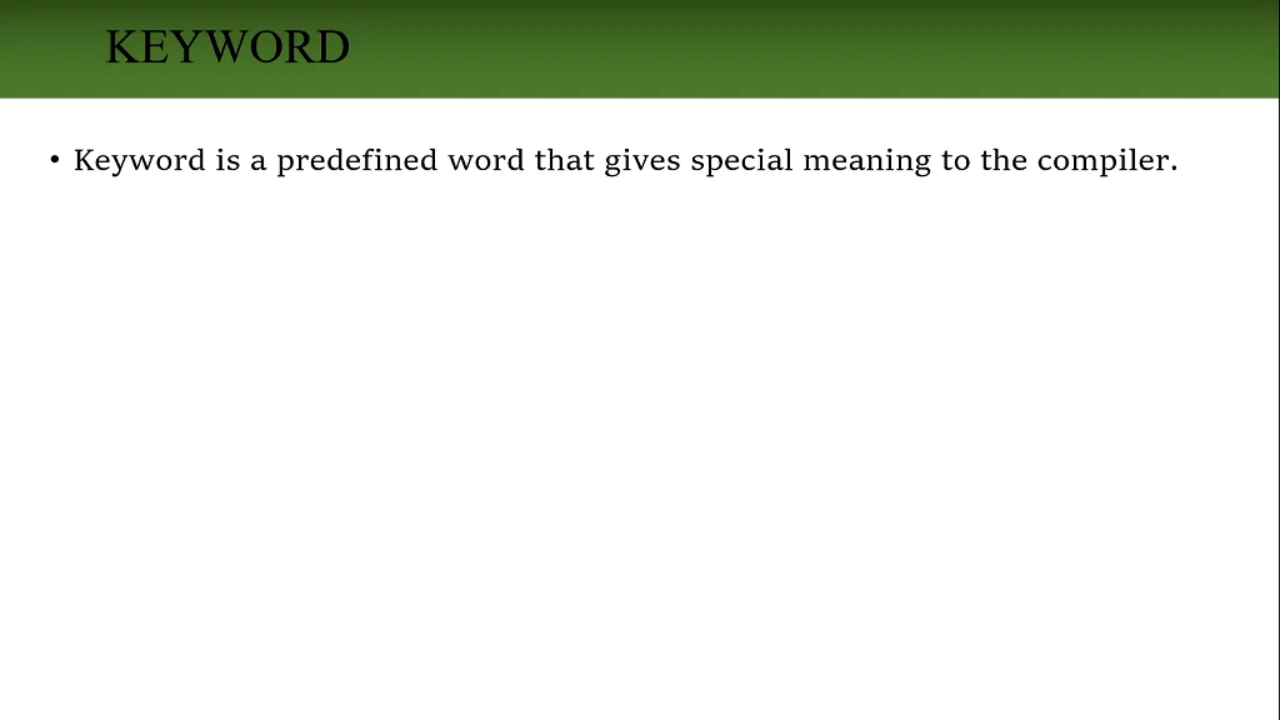 KEYWORD
• Keyword is a predefined word that gives special meaning to the compiler.